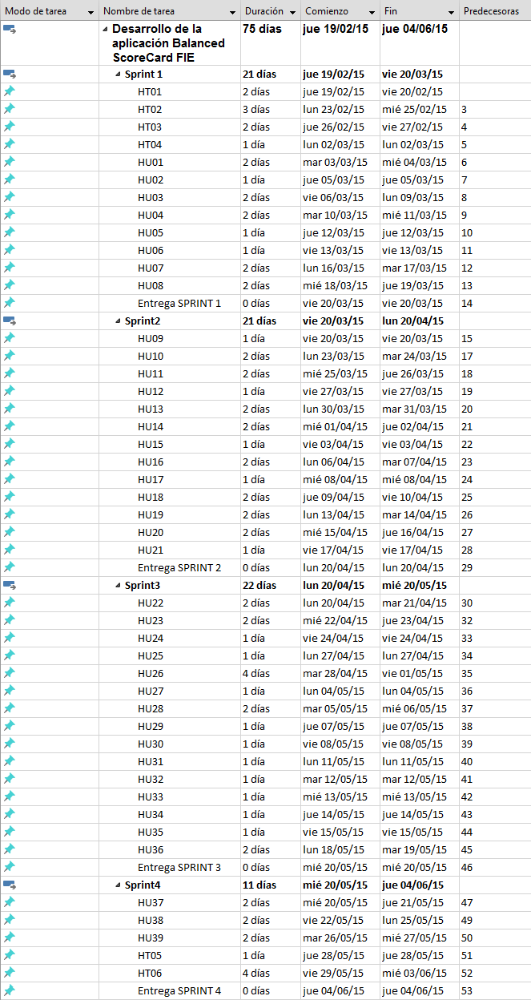 Modo de tarea Nombre de tarea Duración Comienzo Fin Predecesoras
Desarrollo de la 75 días jue 19/02/15 jue 04/06/15
aplicación Balanced
ScoreCard FIE
Sprint 1 21 días jue 19/02/15 vie 20/03/15
HT01 2 días jue 19/02/15 vie 20/02/15
HT02 3 días lun 23/02/15 mié 25/02/15 3
HT03 2 días jue 26/02/15 vie 27/02/15 4
HT04 1 día lun 02/03/15 lun 02/03/15 5
HU01 2 días mar 03/03/15 mié 04/03/15 6
HU02 1 día jue 05/03/15 jue 05/03/15 7
HU03 2 días vie 06/03/15 lun 09/03/15 8
HU04 2 días mar 10/03/15 mié 11/03/15 9
HU05 1 día jue 12/03/15 jue 12/03/15 10
HU06 1 día vie 13/03/15 vie 13/03/15 11
HU07 2 días lun 16/03/15 mar 17/03/15 12
HU08 2 días mié 18/03/15 jue 19/03/15 13
Entrega SPRINT 1 0 días vie 20/03/15 vie 20/03/15 14
Sprint2 21 días vie 20/03/15 lun 20/04/15
HU09 1 día vie 20/03/15 vie 20/03/15 15
HU10 2 días lun 23/03/15 mar 24/03/15 17
HU11 2 días mié 25/03/15 jue 26/03/15 18
HU12 1 día vie 27/03/15 vie 27/03/15 19
HU13 2 días lun 30/03/15 mar 31/03/15 20
HU14 2 días mié 01/04/15 jue 02/04/15 21
HU15 1 día vie 03/04/15 vie 03/04/15 22
HU16 2 días lun 06/04/15 mar 07/04/15 23
HU17 1 día mié 08/04/15 mié 08/04/15 24
HU18 2 días jue 09/04/15 vie 10/04/15 25
HU19 2 días lun 13/04/15 mar 14/04/15 26
HU20 2 días mié 15/04/15 jue 16/04/15 27
HU21 1 día vie 17/04/15 vie 17/04/15 28
Entrega SPRINT 2 0 días lun 20/04/15 lun 20/04/15 29
Sprint3 22 días lun 20/04/15 mié 20/05/15
HU22 2 días lun 20/04/15 mar 21/04/15 30
HU23 2 días mié 22/04/15 jue 23/04/15 32
HU24 1 día vie 24/04/15 vie 24/04/15 33
HU25 1 día lun 27/04/15 lun 27/04/15 34
HU26 4 días mar 28/04/15 vie 01/05/15 35
HU27 1 día lun 04/05/15 lun 04/05/15 36
HU28 2 días mar 05/05/15 mié 06/05/15 37
HU29 1 día jue 07/05/15 jue 07/05/15 38
HU30 1 día vie 08/05/15 vie 08/05/15 39
HU31 1 día lun 11/05/15 lun 11/05/15 40
HU32 1 día mar 12/05/15 mar 12/05/15 41
HU33 1 día mié 13/05/15 mié 13/05/15 42
HU34 1 día jue 14/05/15 jue 14/05/15 43
HU35 1 día vie 15/05/15 vie 15/05/15 44
HU36 2 días lun 18/05/15 mar 19/05/15 45
Entrega SPRINT 3 0 días mié 20/05/15 mié 20/05/15 46
Sprint4 11 días mié 20/05/15 jue 04/06/15
HU37 2 días mié 20/05/15 jue 21/05/15 47
HU38 2 días vie 22/05/15 lun 25/05/15 49
HU39 2 días mar 26/05/15 mié 27/05/15 50
HT05 1 día jue 28/05/15 jue 28/05/15 51
HT06 4 días vie 29/05/15 mié 03/06/15 52
Entrega SPRINT 4 0 días jue 04/06/15 jue 04/06/15 53